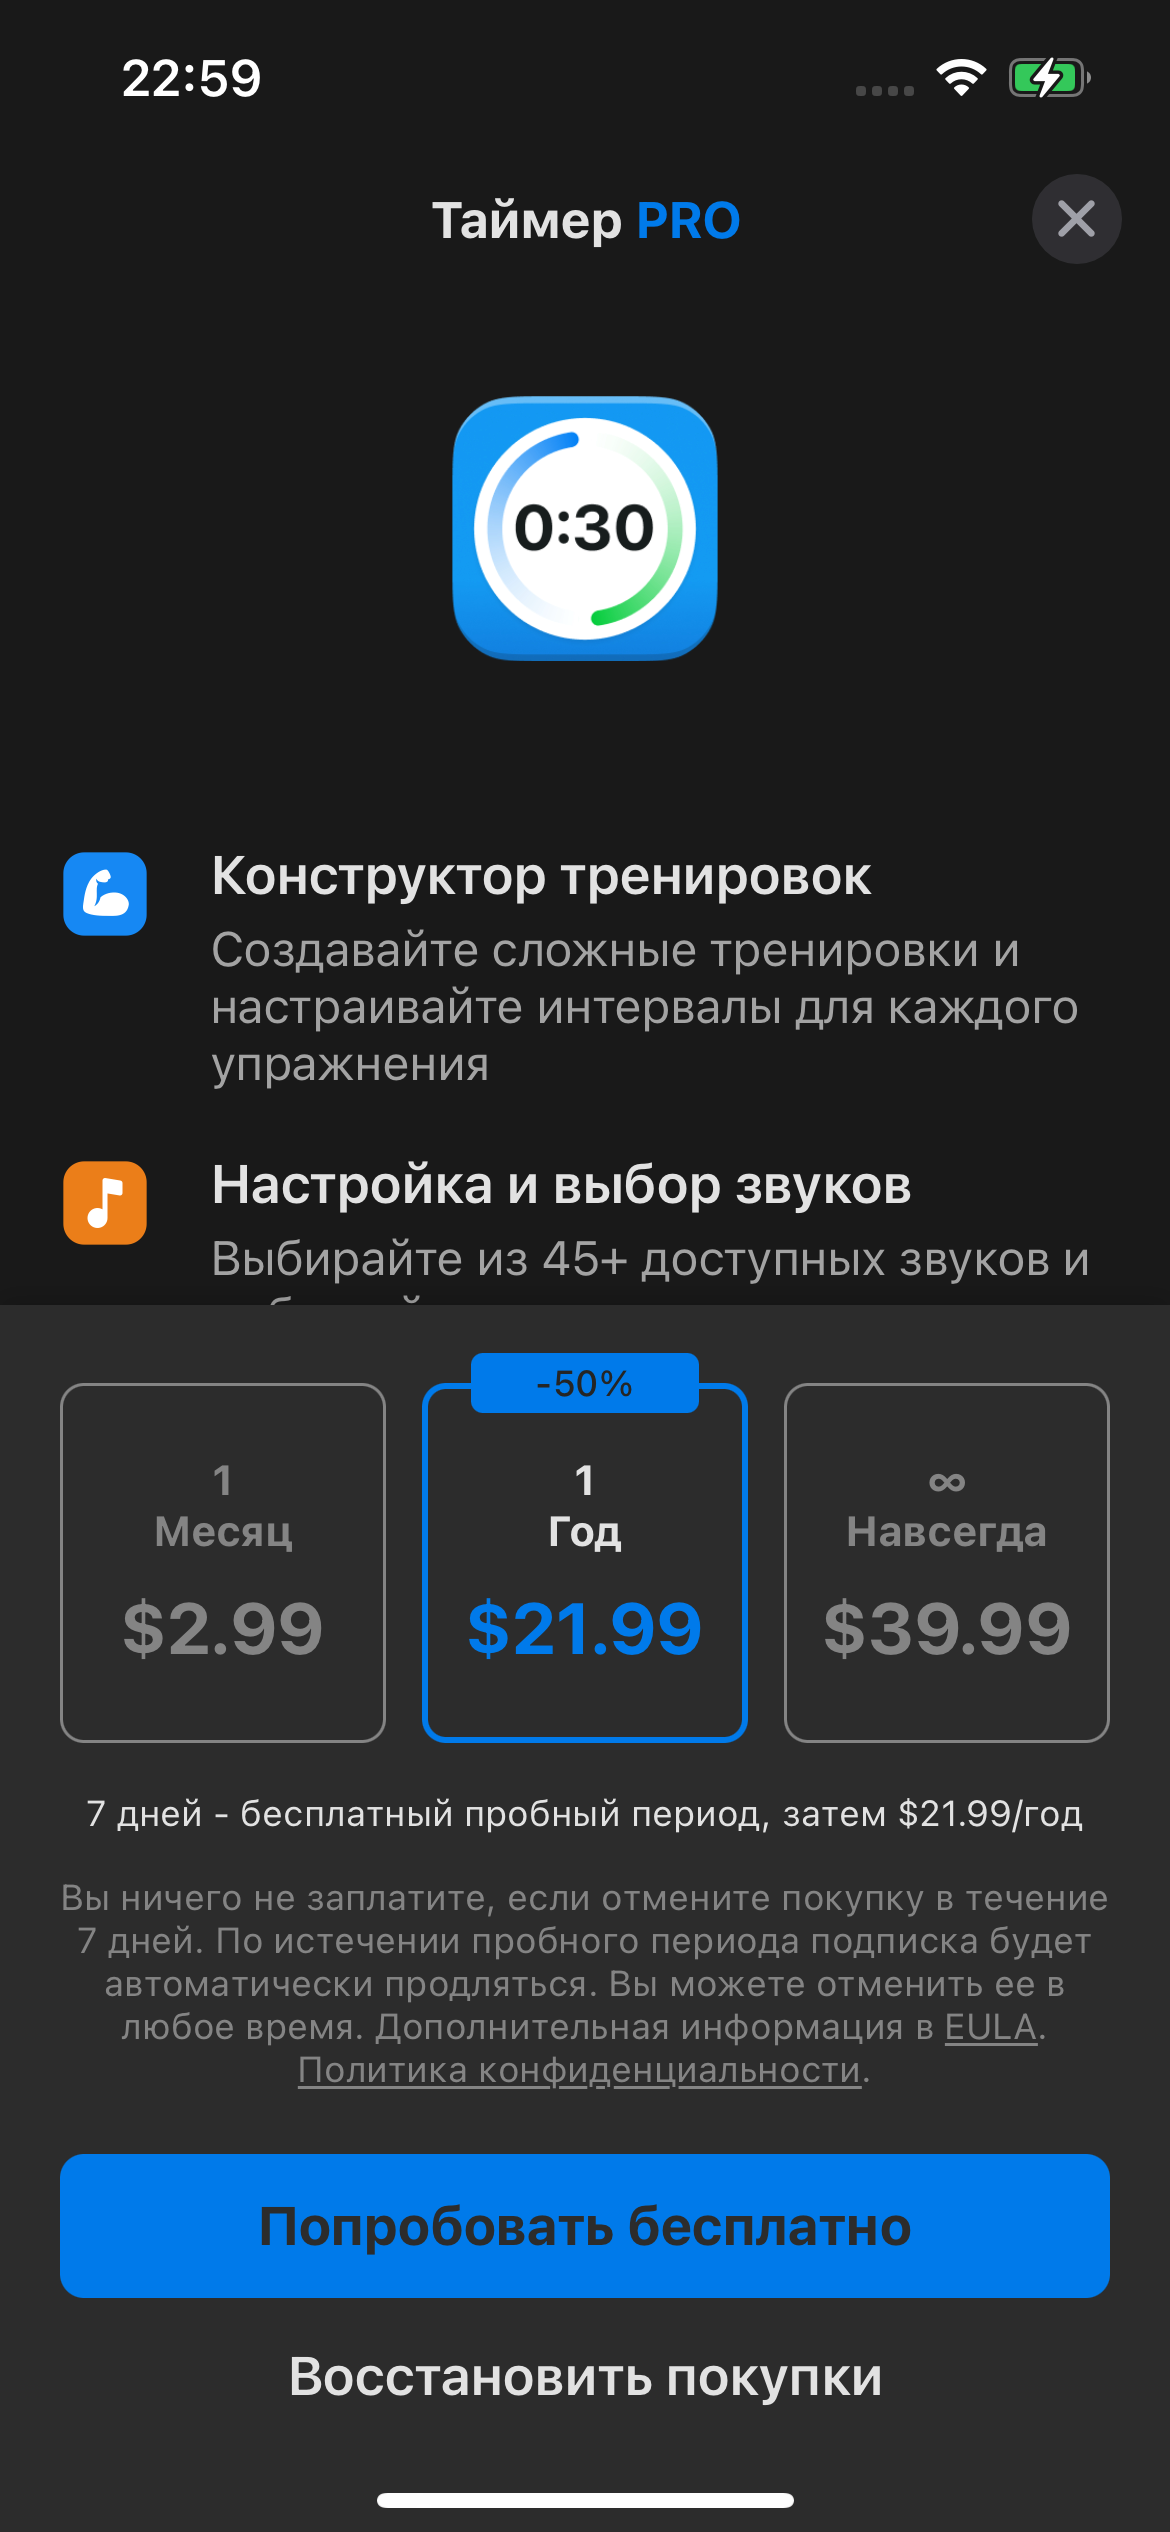 22:59
Таймер PRO
0:30
Конструктор тренировок
Создавайте сложные тренировки и
настраивайте интервалы для каждого
упражнения
Настройка и выбор звуков
Выбирайте из 45+ доступных звуков и
-50%
1
Месяц
$2.99
1
Год
$21.99
∞
Навсегда
$39.99
7 дней - бесплатный пробный период, затем $21.99/год
Вы ничего не заплатите, если отмените покупку в течение
7 дней. По истечении пробного периода подписка будет
автоматически продляться. Вы можете отменить ее в
любое время. Дополнительная информация в EULA.
Политика конфиденциальности.
Попробовать бесплатно
Восстановить покупки